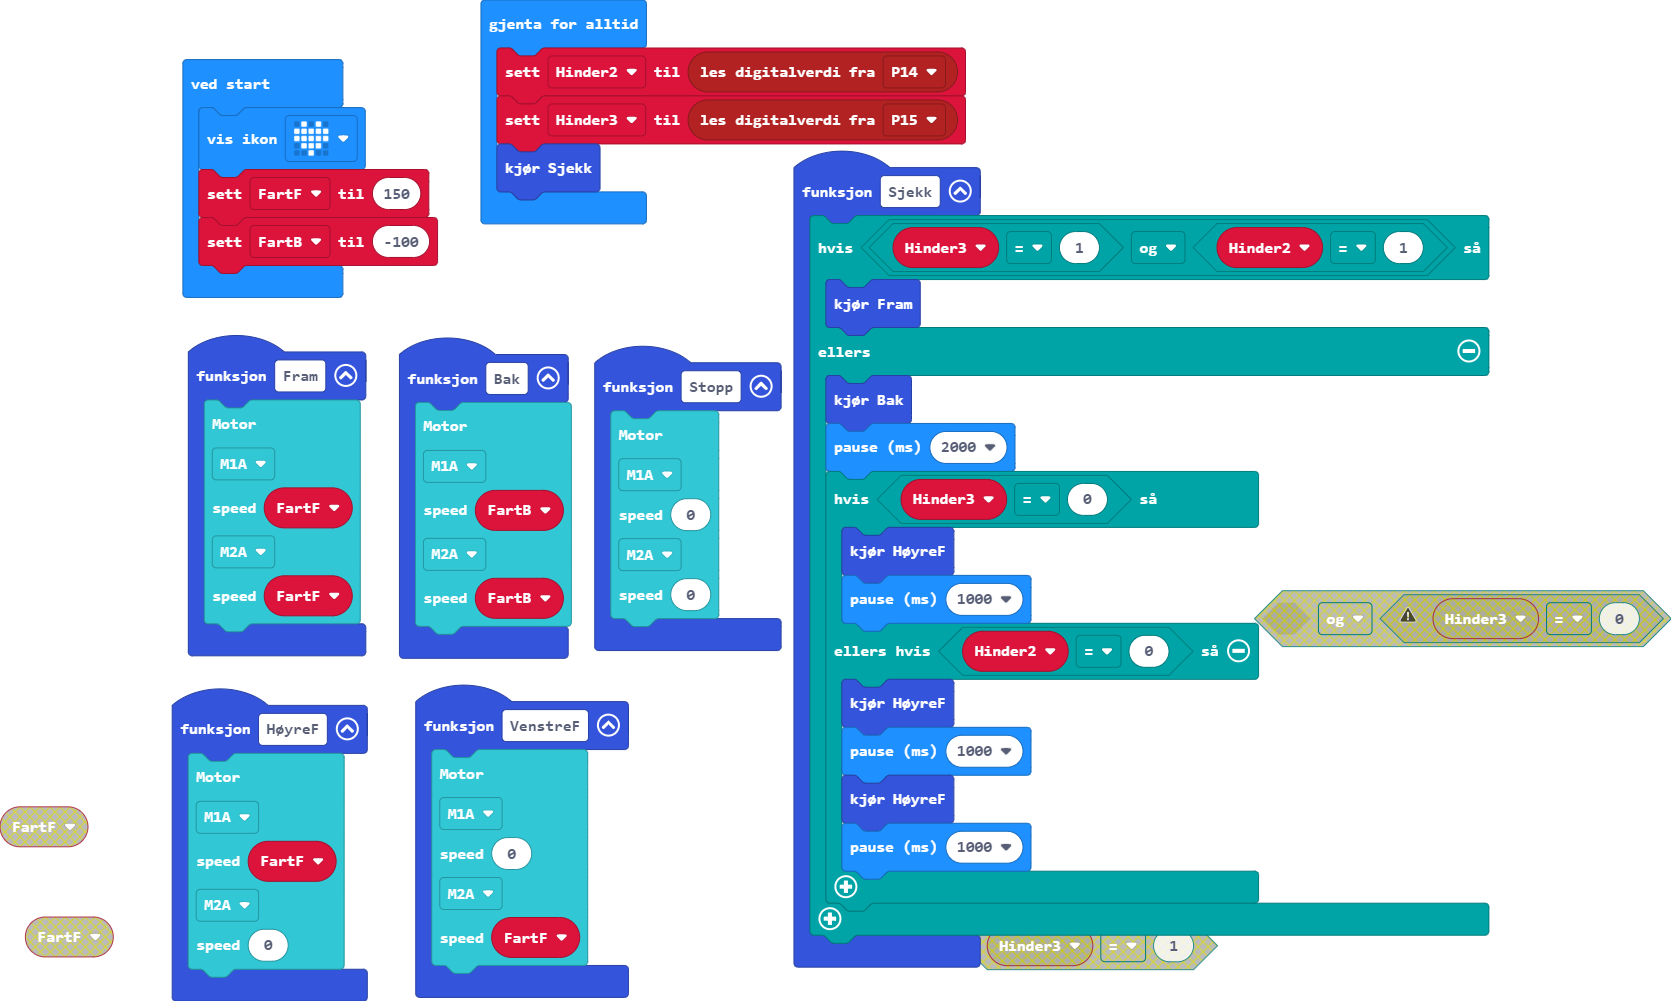 gjenta for alltid
sett Hinder2 til les digitalverdi fra P14
sett Hinder3 til les digitalverdi fra P15
kjør Sjekk
ved start
vis ikon
sett FartF til 150
sett FartB til -100
funksjon Fram
Motor
M1A
speed FartF
M2A
speed FartF
funksjon Bak
Motor
M1A
speed FartB
M2A
speed FartB
funksjon Stopp
Motor
M1A
speed 0
M2A
speed 0
funksjon HøyreF
Motor
M1A
speed FartF
M2A
speed 0
funksjon VenstreF
Motor
M1A
speed 0
M2A
speed FartF
FartF
FartF
funksjon Sjekk
hvis Hinder3 = 1 og Hinder2 = 1 så
kjør Fram
ellers
kjør Bak
pause (ms) 2000
hvis Hinder3 = 0 så
kjør HøyreF
pause (ms) 1000
ellers hvis Hinder2 = 0 så
kjør HøyreF
pause (ms) 1000
kjør HøyreF
pause (ms) 1000
og Hinder3 = 0
Hinder3 = 1